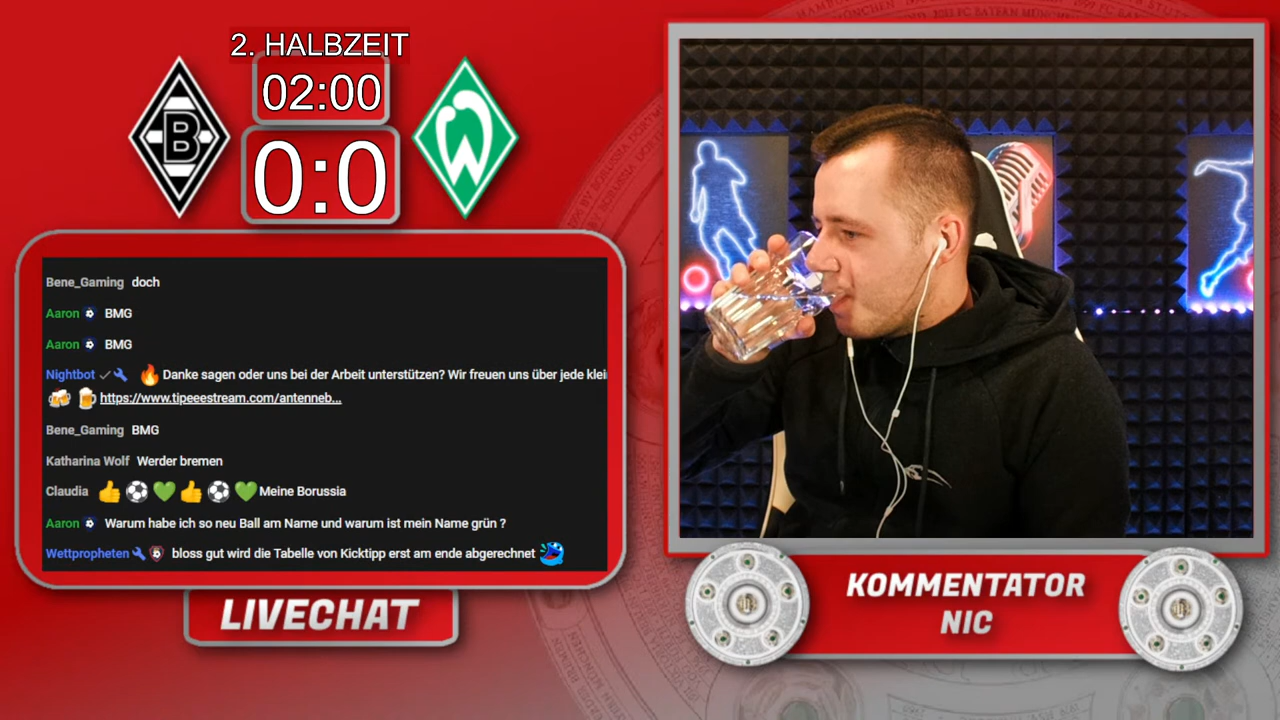 2. HALBZEIT
02:00
0:0
B
W
Bene_Gaming doch
Aaron BMG
Aaron BMG
Nightbot Danke sagen oder uns bei der Arbeit unterstützen? Wir freuen uns über jede klei
https://www.tipeeestream.com/antenneb...
Bene_Gaming BMG
Katharina Wolf Werder bremen
Claudia Meine Borussia
Aaron Warum habe ich so neu Ball am Name und warum ist mein Name grün ?
Wettpropheten bloss gut wird die Tabelle von Kicktipp erst am ende abgerechnet
LIVECHAT
KOMMENTATOR
NIC